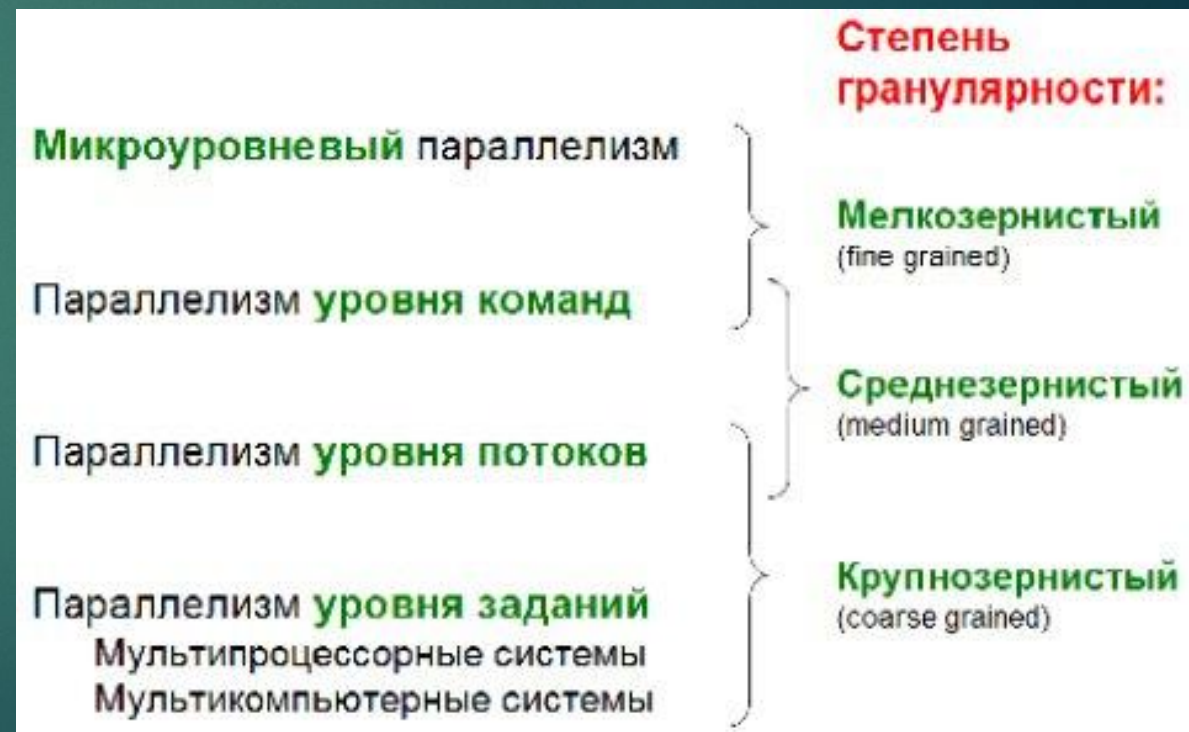 Степень
гранулярности:
Микроуровневый параллелизм
Мелкозернистый
(fine grained)
Параллелизм уровня команд
Среднезернистый
(medium grained)
Параллелизм уровня потоков
Крупнозернистый
(coarse grained)
Параллелизм уровня заданий
Мультипроцессорные системы
Мультикомпьютерные системы